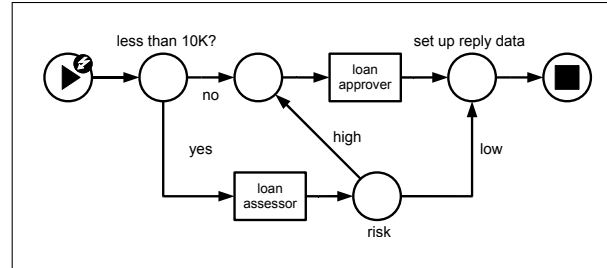 less than 10K?
set up reply data
loan
approver
no
high
yes
low
loan
assessor
risk